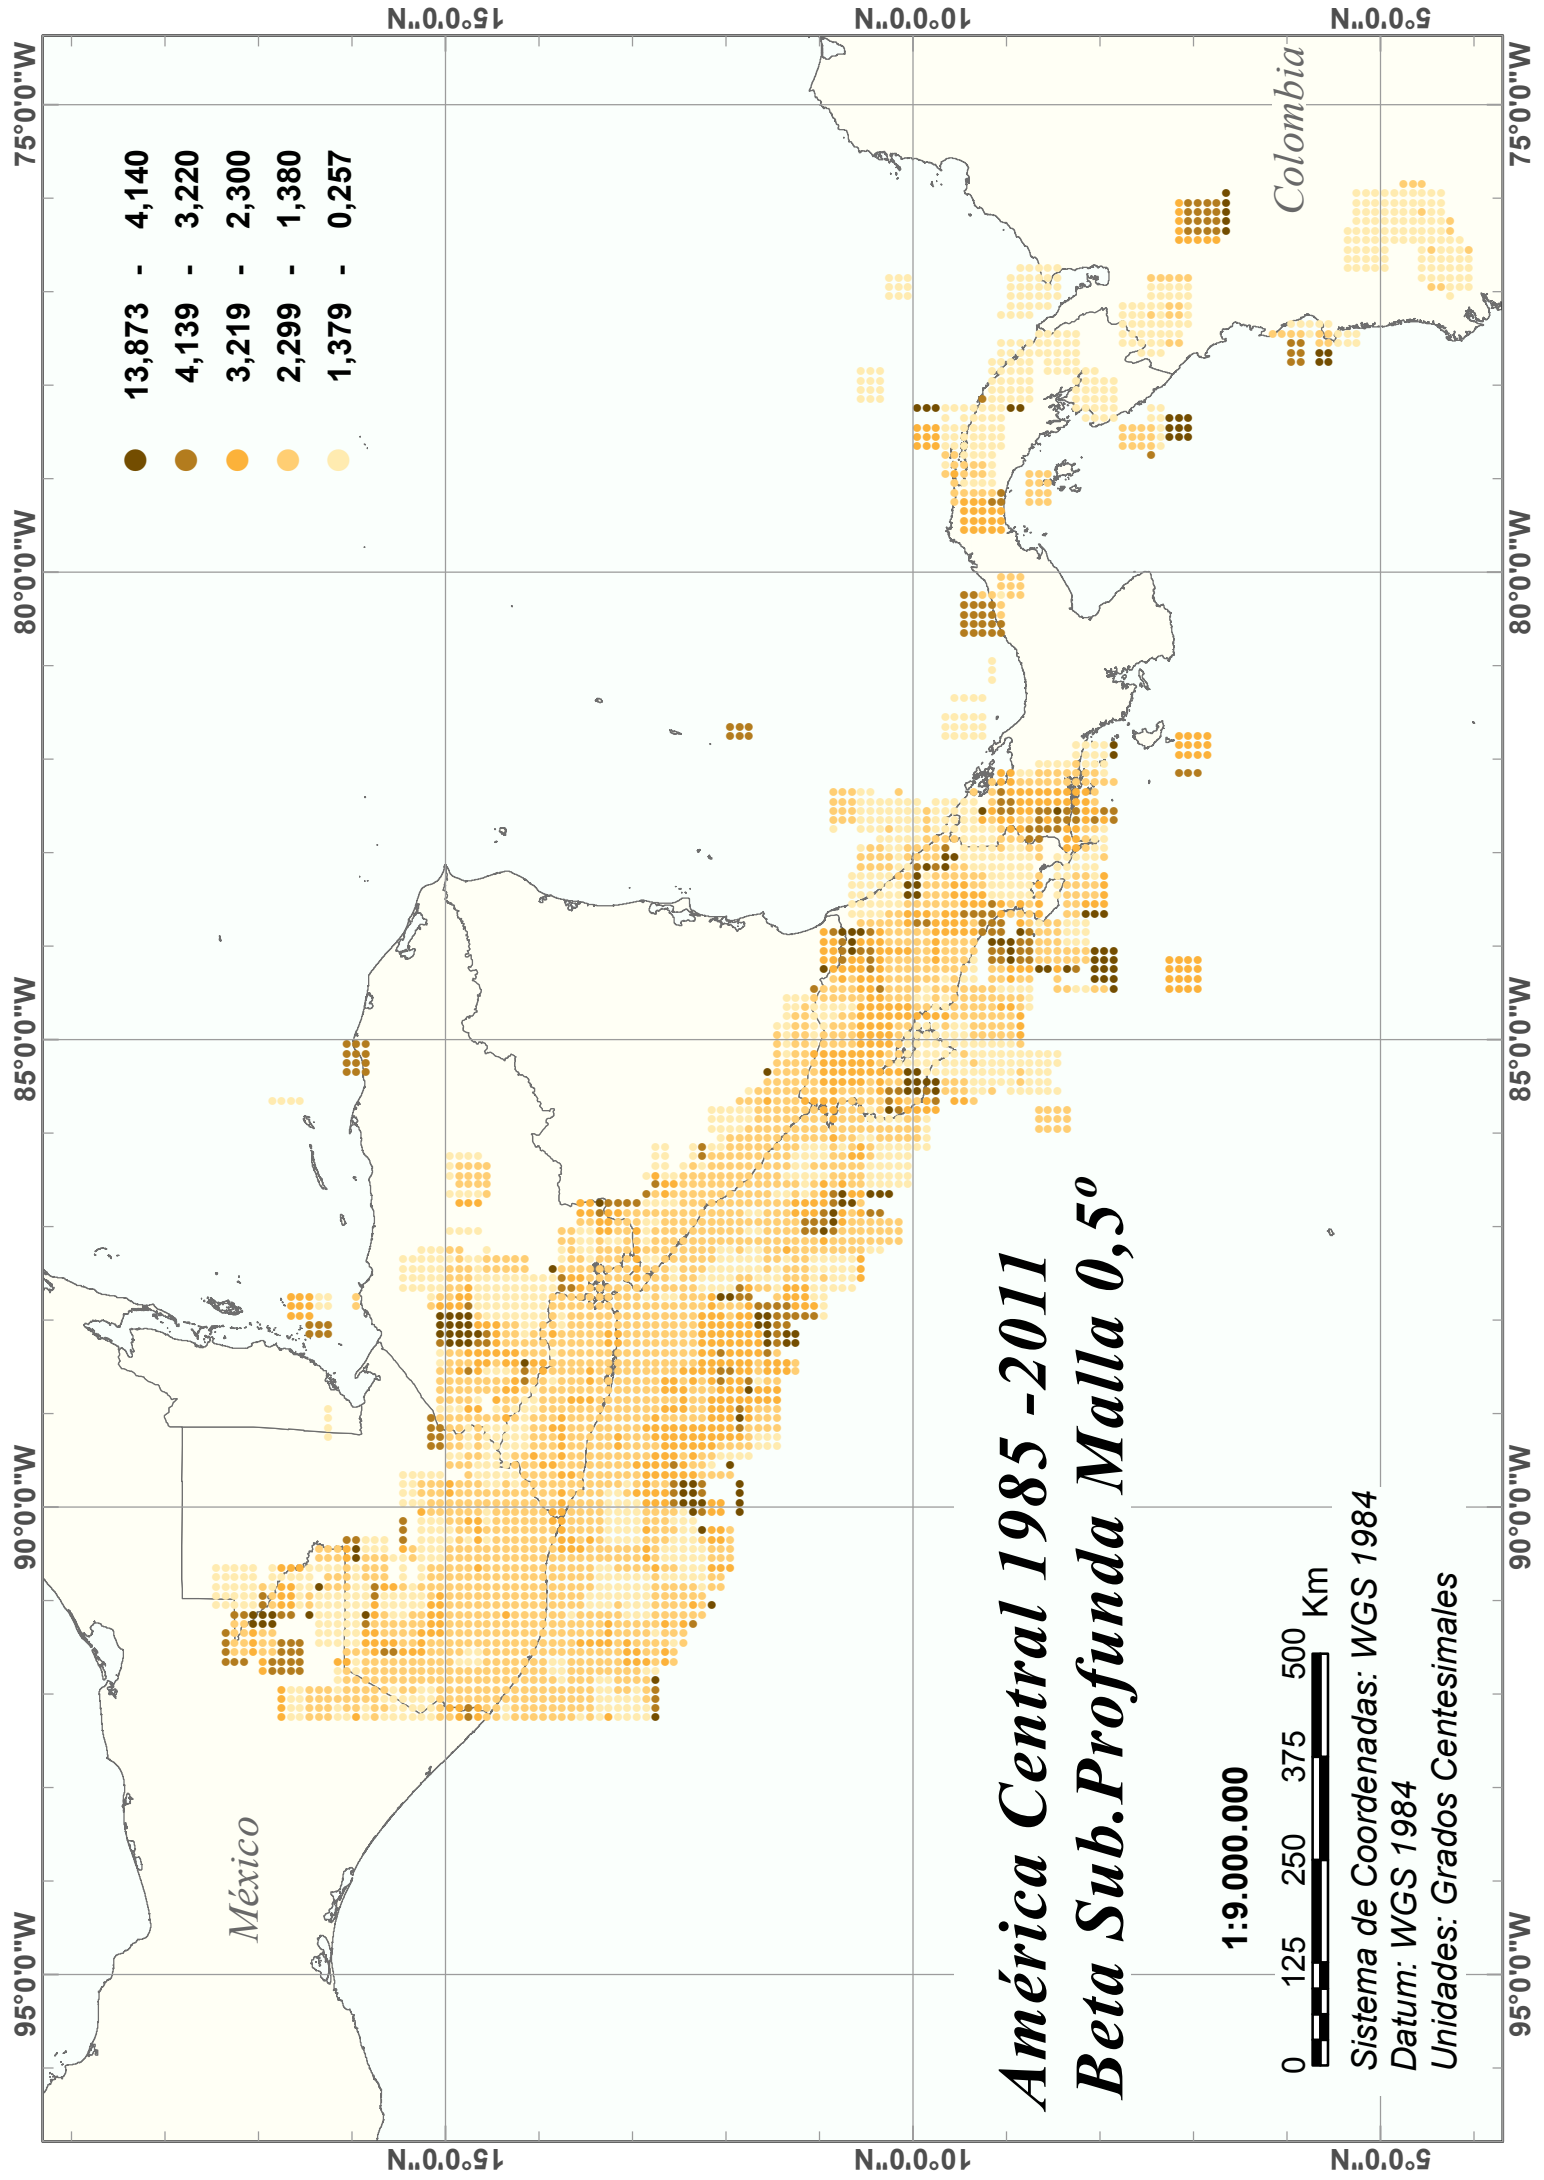 95°0'0"W
90°0'0"W
85°0'0"W
80°0'0"W
75°0'0"W
15°0'0"N
15°0'0"N
10°0'0"N
10°0'0"N
5°0'0"N
5°0'0"N
13,873 - 4,140
4,139 - 3,220
3,219 - 2,300
2,299 - 1,380
1,379 - 0,257
México
Colombia
América Central 1985 -2011
Beta Sub.Profunda Malla 0,5º
1:9.000.000
0 125 250 375 500
Km
Sistema de Coordenadas: WGS 1984
Datum: WGS 1984
Unidades: Grados Centesimales
95°0'0"W
90°0'0"W
85°0'0"W
80°0'0"W
75°0'0"W